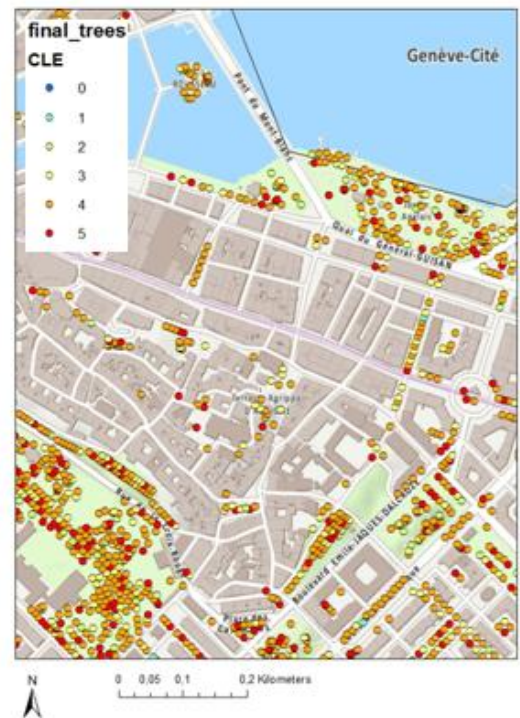 final_trees
CLE
0
1
2
3
4
5
Genève-Cité
Pont du Mont-Blanc
Quai du Général-GUISAN
Boulevard Emile-JAQUES-DALCROZE
N
0 0,05 0,1 0,2 Kilometers